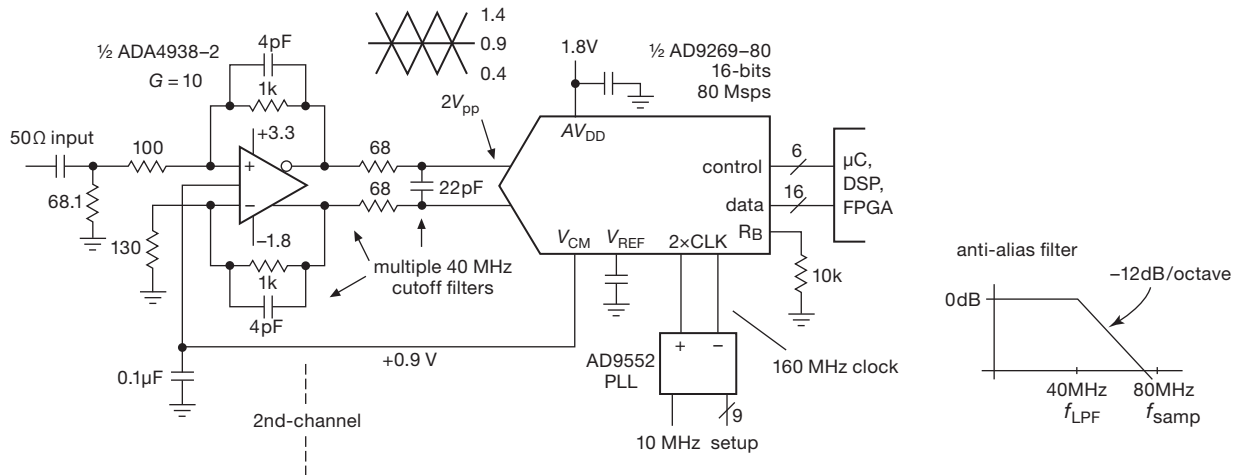 ½ ADA4938–2
G = 10
4pF
1k
1.4
0.9
0.4
1.8V
½ AD9269–80
16-bits
80 Msps
2Vpp
AVDD
50Ω input
100
+3.3
68
68
22pF
68.1
130
–1.8
+
–
1k
4pF
multiple 40 MHz
cutoff filters
control
6
data
16
µC,
DSP,
FPGA
RB
10k
VCM
VREF
2×CLK
+0.9 V
0.1µF
2nd-channel
+ –
AD9552
PLL
160 MHz clock
9
10 MHz setup
anti-alias filter
–12dB/octave
0dB
40MHz
fLPF
80MHz
fsamp